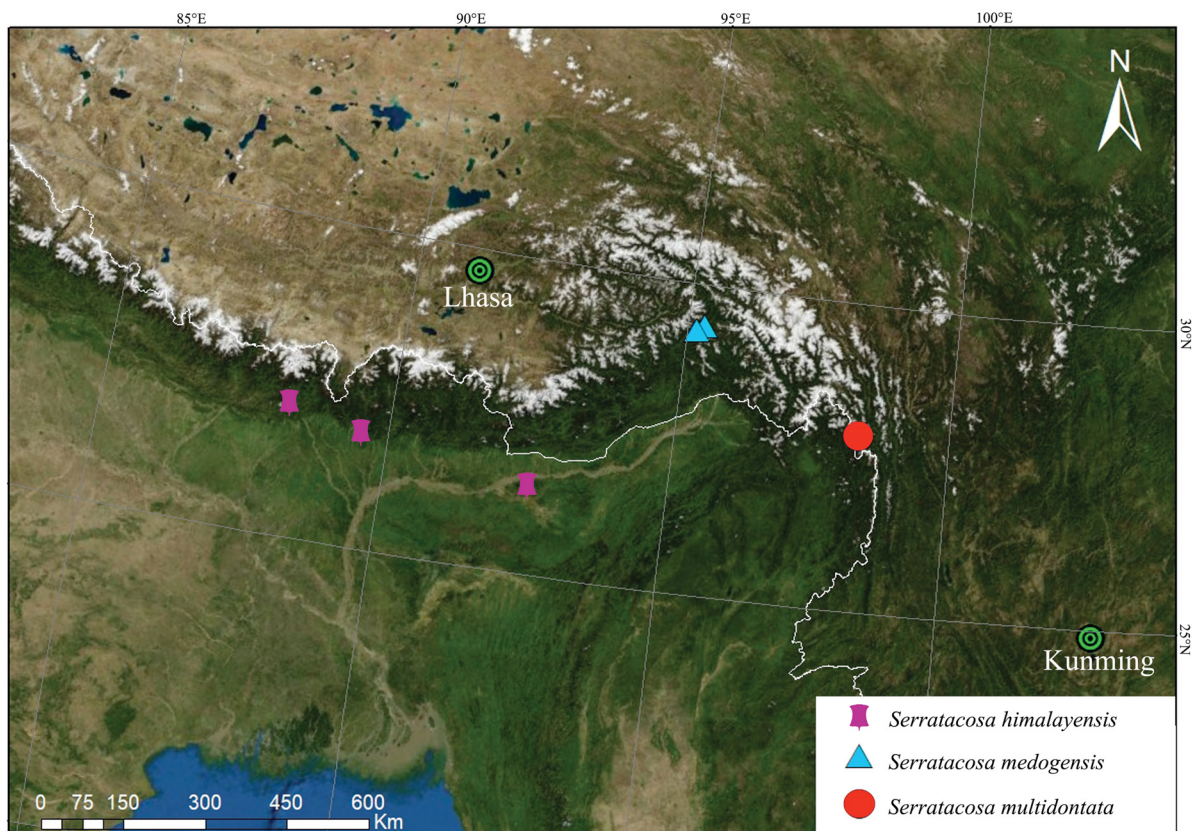 85°E
90°E
95°E
100°E
N
Lhasa
30°N
25°N
Kunming
Serratacosa himalayensis
Serratacosa medogensis
Serratacosa multidontata
0 75 150 300 450 600
Km